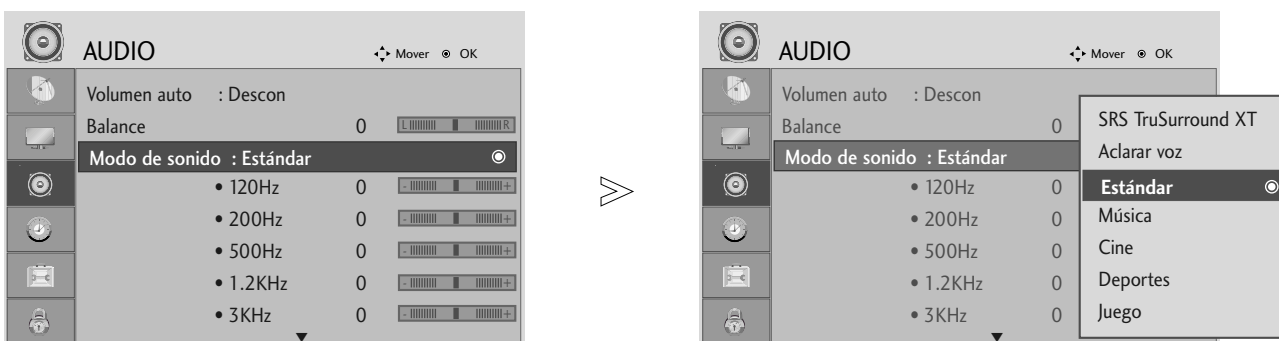 AUDIO Mover OK
Volumen auto : Descon
Balance 0 L R
Modo de sonido : Estándar
• 120Hz 0 - +
• 200Hz 0 - +
• 500Hz 0 - +
• 1.2KHz 0 - +
• 3KHz 0 - +
AUDIO Mover OK
Volumen auto : Descon
Balance 0
Modo de sonido : Estándar
• 120Hz 0
• 200Hz 0
• 500Hz 0
• 1.2KHz 0
• 3KHz 0
SRS TruSurround XT
Aclarar voz
Estándar
Música
Cine
Deportes
Juego